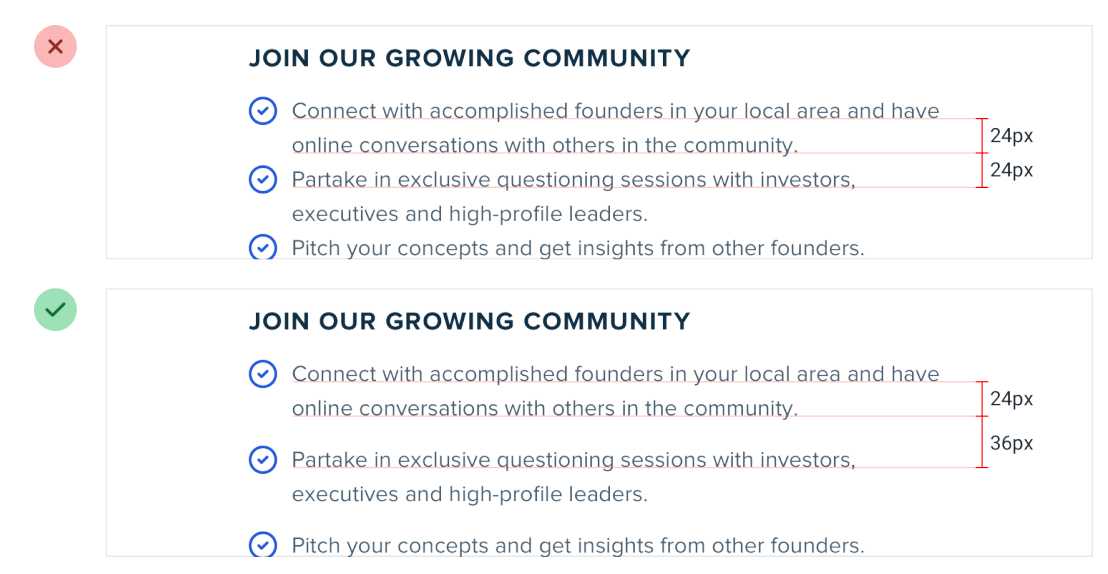 JOIN OUR GROWING COMMUNITY
Connect with accomplished founders in your local area and have
online conversations with others in the community.
24px
24px
Partake in exclusive questioning sessions with investors,
executives and high-profile leaders.
Pitch your concepts and get insights from other founders.
JOIN OUR GROWING COMMUNITY
Connect with accomplished founders in your local area and have
online conversations with others in the community.
24px
36px
Partake in exclusive questioning sessions with investors,
executives and high-profile leaders.
Pitch your concepts and get insights from other founders.